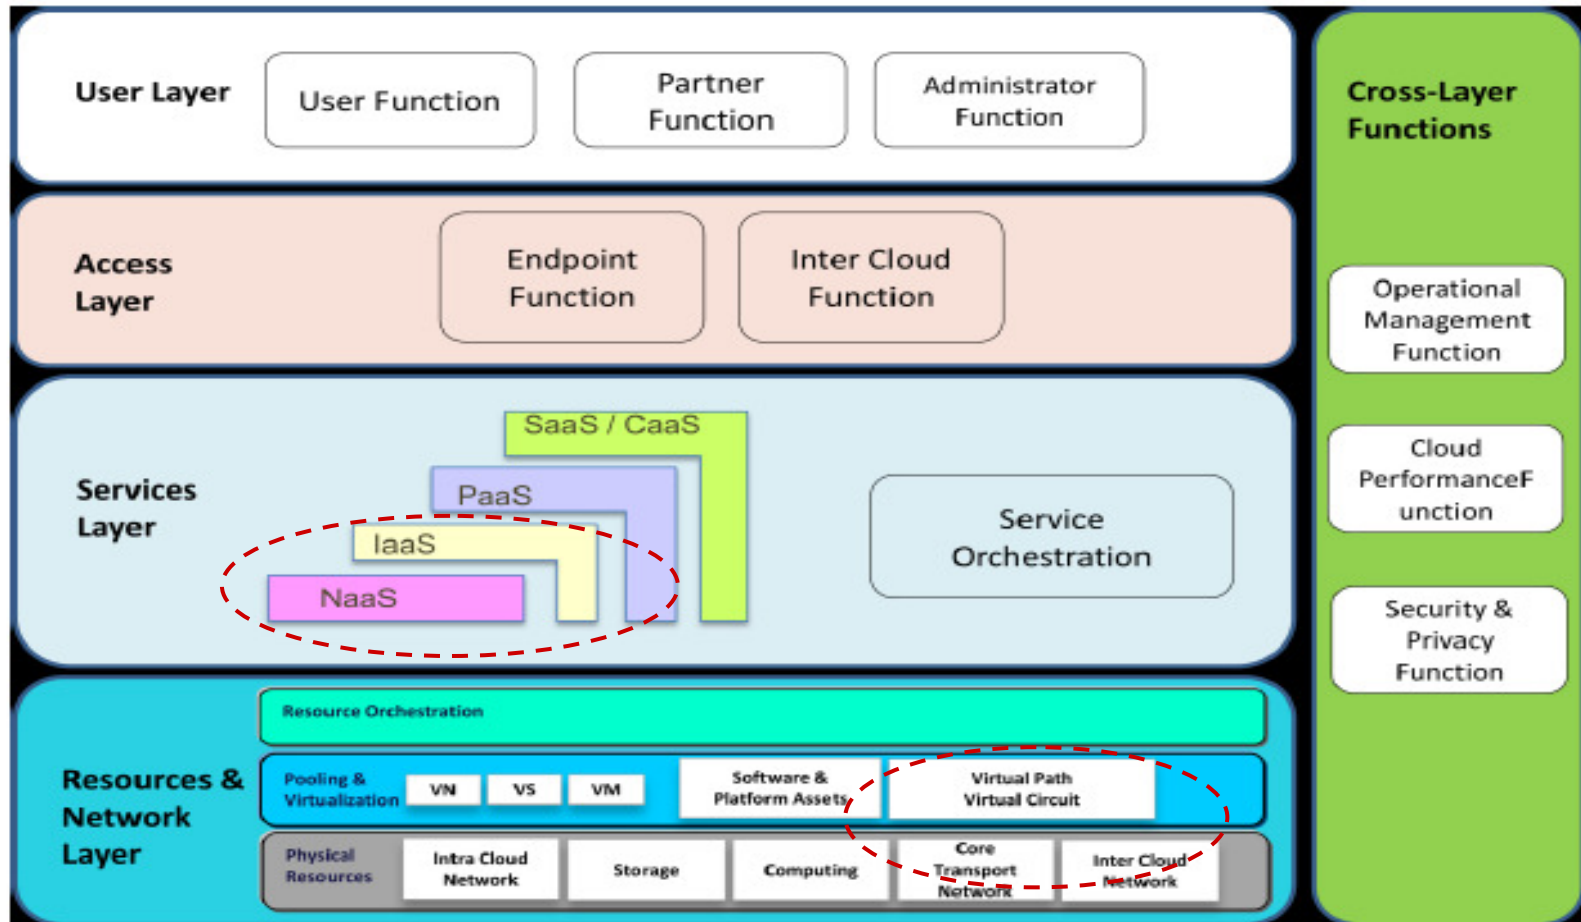 User Layer
User Function
Partner
Function
Administrator
Function
Access
Layer
Endpoint
Function
Inter Cloud
Function
Services
Layer
SaaS / CaaS
PaaS
IaaS
NaaS
Service
Orchestration
Resources &
Network
Layer
Resource Orchestration
Pooling &
Virtualization
VN
VS
VM
Software &
Platform Assets
Virtual Path
Virtual Circuit
Physical
Resources
Intra Cloud
Network
Storage
Computing
Core
Transport
Network
Inter Cloud
Network
Cross-Layer
Functions
Operational
Management
Function
Cloud
PerformanceF
unction
Security &
Privacy
Function